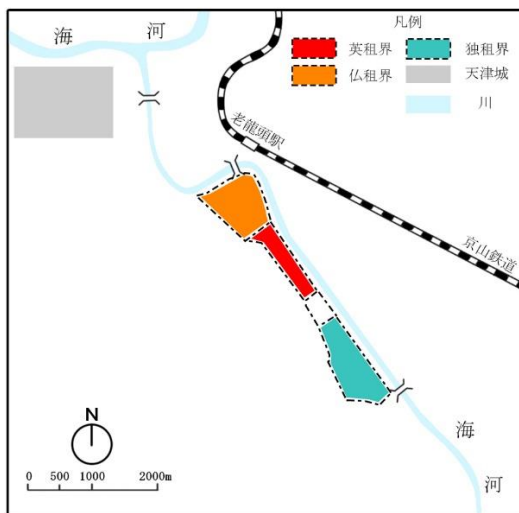 海 河
凡例
英租界
独租界
仏租界
天津城
川
老龍頭駅
京山鉄道
海
河
N
0 500 1000 2000m